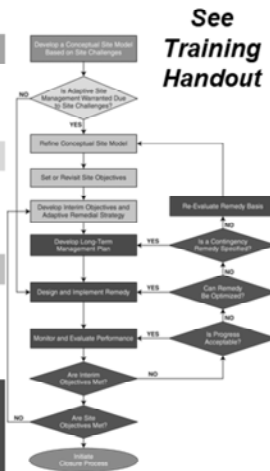 See
Training
Handout
Develop a Conceptual Site Model
Based on Site Challenges
Is Adaptive Site
Management Warranted Due
to Site Challenges?
NO
YES
Refine Conceptual Site Model
Set or Revisit Site Objectives
Develop Interim Objectives and
Adaptive Remedial Strategy
Re-Evaluate Remedy Basis
NO
Develop Long-Term
Management Plan
YES
Is a Contingency
Remedy Specified?
NO
Design and Implement Remedy
YES
Can Remedy
Be Optimized?
NO
Monitor and Evaluate Performance
YES
Is Progress
Acceptable?
Are Interim
Objectives Met?
NO
NO
Are Site
Objectives Met?
Initiate
Closure Process